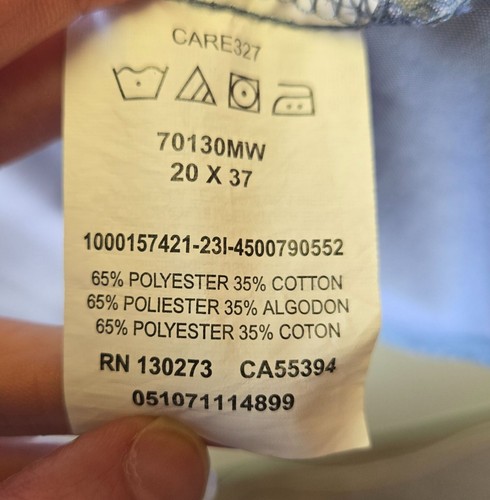 CARE327
70130MW
20 X 37
1000157421-23I-4500790552
65% POLYESTER 35% COTTON
65% POLIESTER 35% ALGODON
65% POLYESTER 35% COTON
RN 130273 CA55394
051071114899